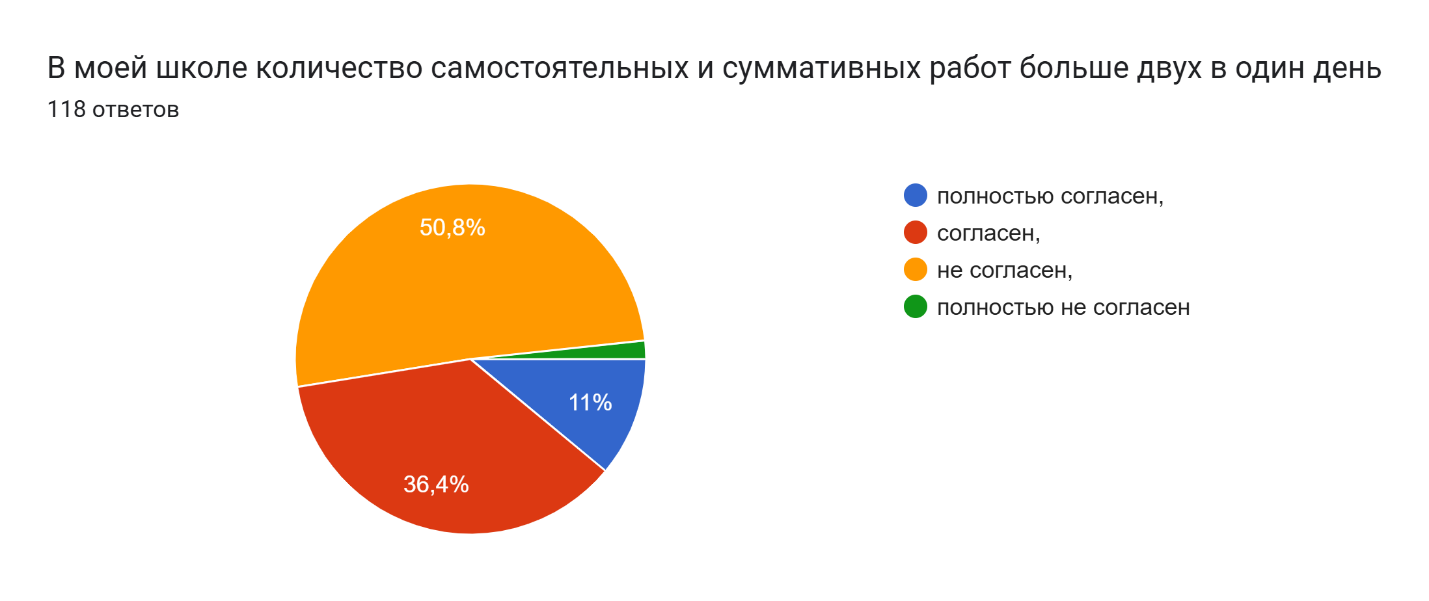 В моей школе количество самостоятельных и суммативных работ больше двух в один день
118 ответов
50,8%
11%
36,4%
полностью согласен,
согласен,
не согласен,
полностью не согласен